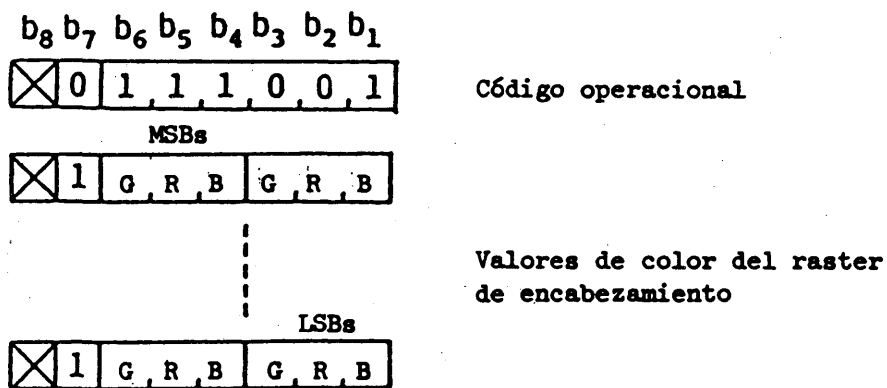 b8 b7 b6 b5 b4 b3 b2 b1
0 1 1 1 0 0 1 Código operacional
MSBs
1 G R B G R B
Valores de color del raster
de encabezamiento
LSBs
1 G R B G R B